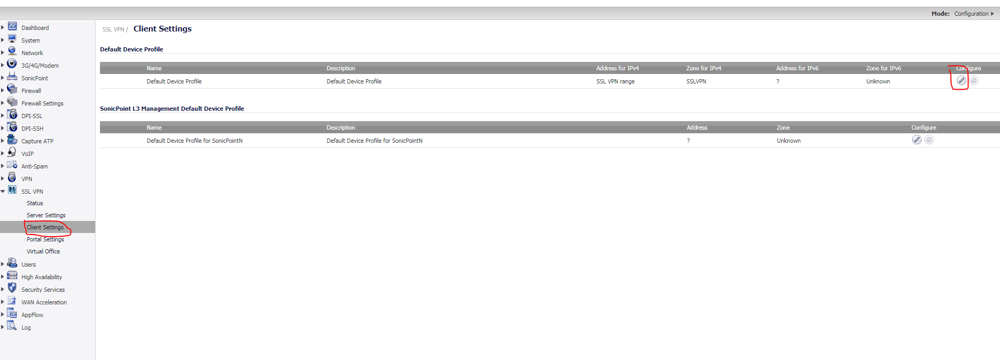 Mode: Configuration
Dashboard
System
Network
3G/4G/Modem
SonicPoint
Firewall
Firewall Settings
DPI-SSL
DPI-SSH
Capture ATP
VoIP
Anti-Spam
VPN
SSL VPN
Status
Server Settings
Client Settings
Portal Settings
Virtual Office
Users
High Availability
Security Services
WAN Acceleration
AppFlow
Log
SSL VPN / Client Settings
Default Device Profile
Name Description Address for IPv4 Zone for IPv4 Address for IPv6 Zone for IPv6 Configure
Default Device Profile Default Device Profile SSL VPN range SSLVPN ? Unknown
SonicPoint L3 Management Default Device Profile
Name Description Address Zone Configure
Default Device Profile for SonicPointN Default Device Profile for SonicPointN ? Unknown